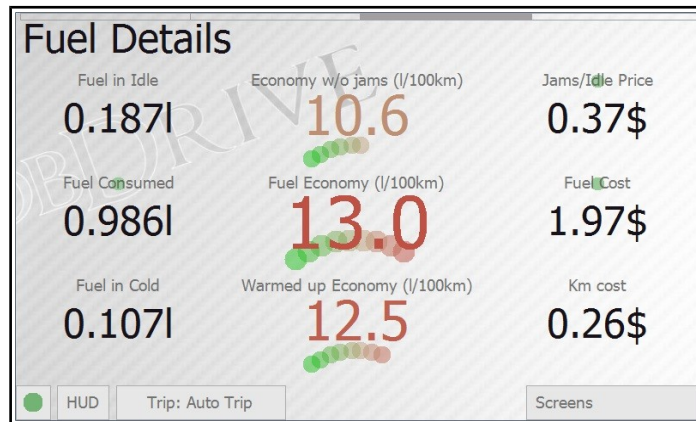 Fuel Details
Fuel in Idle
Economy w/o jams (l/100km)
Jams/Idle Price
0.187l
10.6
0.37$
Fuel Consumed
Fuel Economy (l/100km)
Fuel Cost
0.986l
13.0
1.97$
Fuel in Cold
Warmed up Economy (l/100km)
Km cost
0.107l
12.5
0.26$
HUD
Trip: Auto Trip
Screens